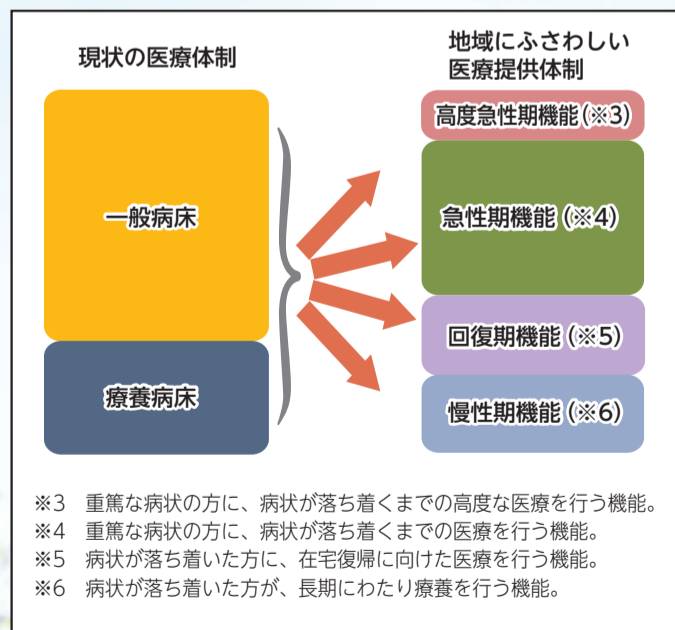 現状の医療体制
地域にふさわしい
医療提供体制
一般病床
療養病床
高度急性期機能(※3)
急性期機能(※4)
回復期機能(※5)
慢性期機能(※6)
※3 重篤な病状の方に、病状が落ち着くまでの高度な医療を行う機能。
※4 重篤な病状の方に、病状が落ち着くまでの医療を行う機能。
※5 病状が落ち着いた方に、在宅復帰に向けた医療を行う機能。
※6 病状が落ち着いた方が、長期にわたり療養を行う機能。